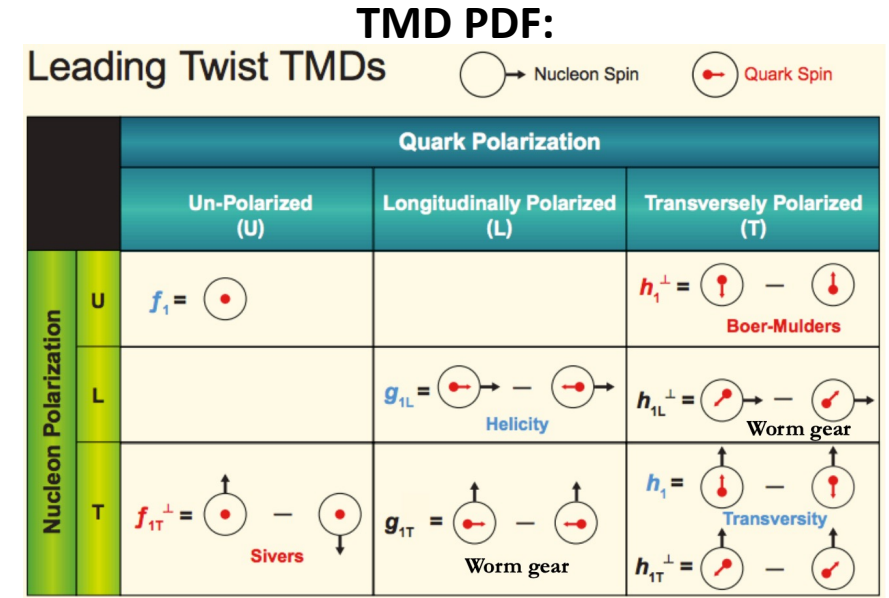 TMD PDF:
Leading Twist TMDs
Nucleon Spin
Quark Spin
Quark Polarization
Un-Polarized
(U)
Longitudinally Polarized
(L)
Transversely Polarized
(T)
Nucleon Polarization
U
f₁ =
h₁^⊥ = —
Boer-Mulders
L
g₁L = —
Helicity
h₁L^⊥ = —
Worm gear
T
f₁T^⊥ = —
Sivers
g₁T = —
Worm gear
h₁ = —
Transversity
h₁T^⊥ = —